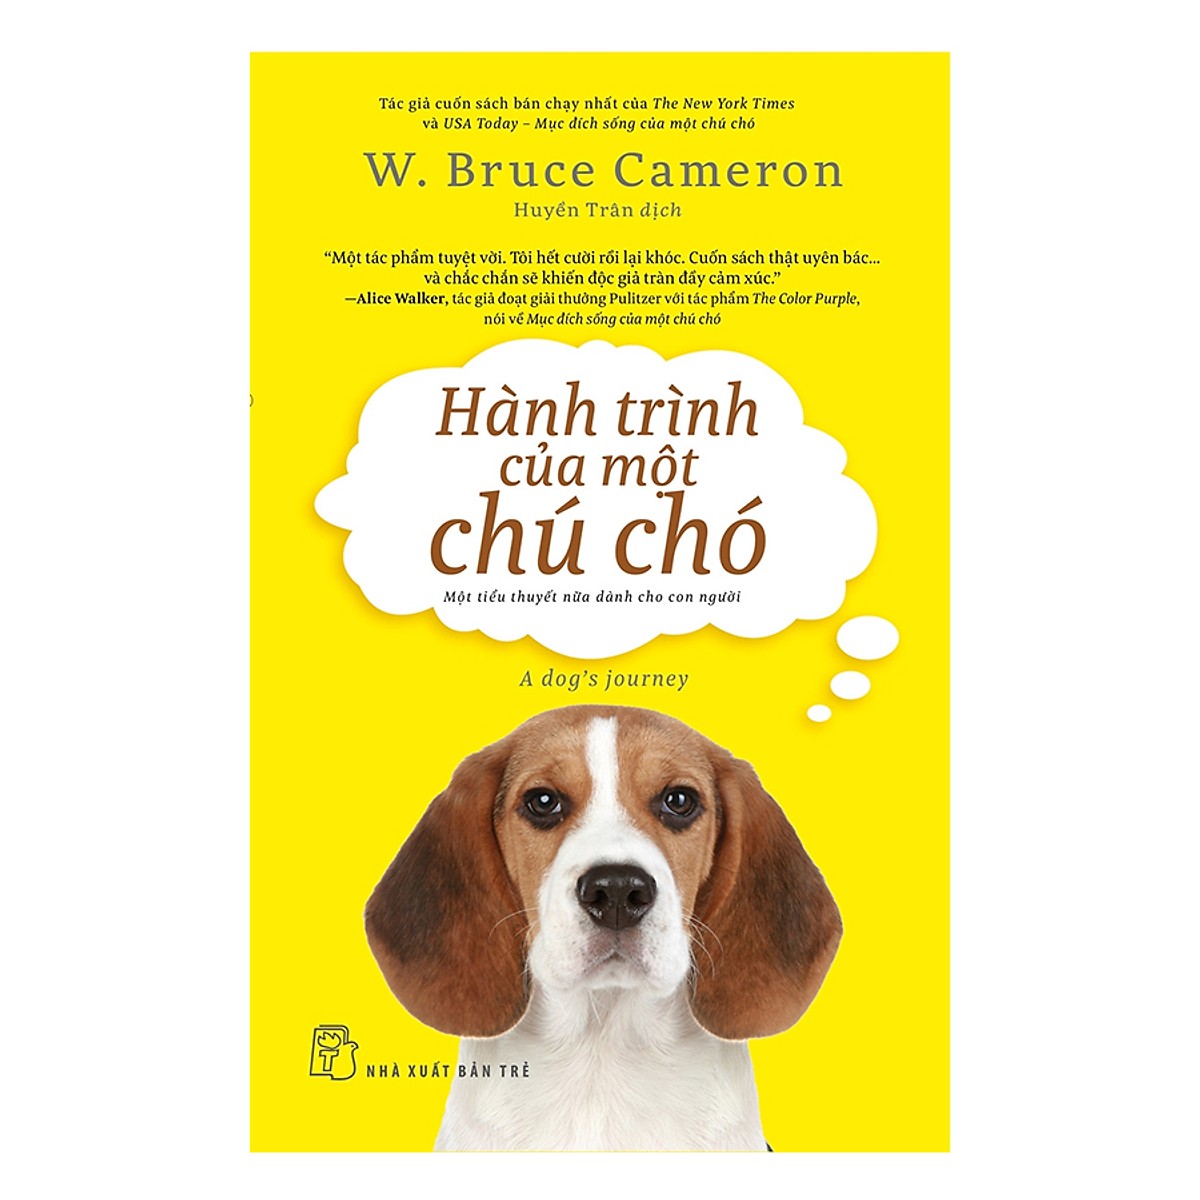 Tác giả cuốn sách bán chạy nhất của The New York Times
và USA Today – Mục đích sống của một chú chó
W. Bruce Cameron
Huyền Trân dịch
“Một tác phẩm tuyệt vời. Tôi hết cười rồi lại khóc. Cuốn sách thật uyên bác...
và chắc chắn sẽ khiến độc giả tràn đầy cảm xúc.”
—Alice Walker, tác giả đoạt giải thưởng Pulitzer với tác phẩm The Color Purple,
nói về Mục đích sống của một chú chó
Hành trình
của một
chú chó
Một tiểu thuyết nữa dành cho con người
A dog’s journey
NHÀ XUẤT BẢN TRẺ